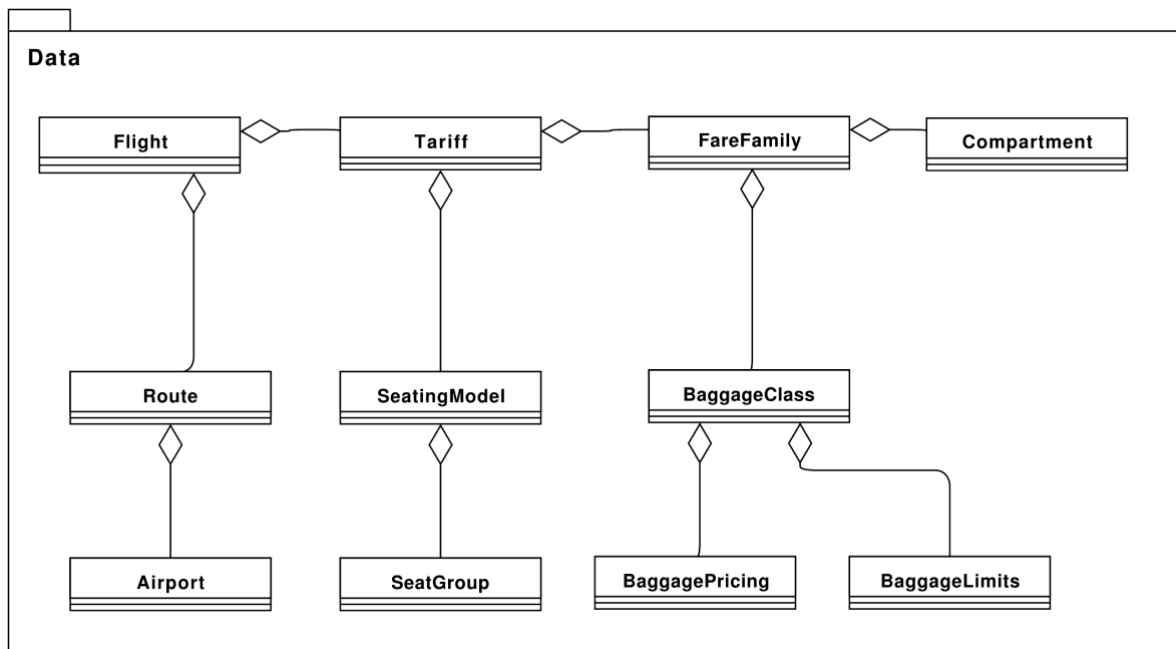 Data
Flight
Tariff
FareFamily
Compartment
Route
SeatingModel
BaggageClass
Airport
SeatGroup
BaggagePricing
BaggageLimits